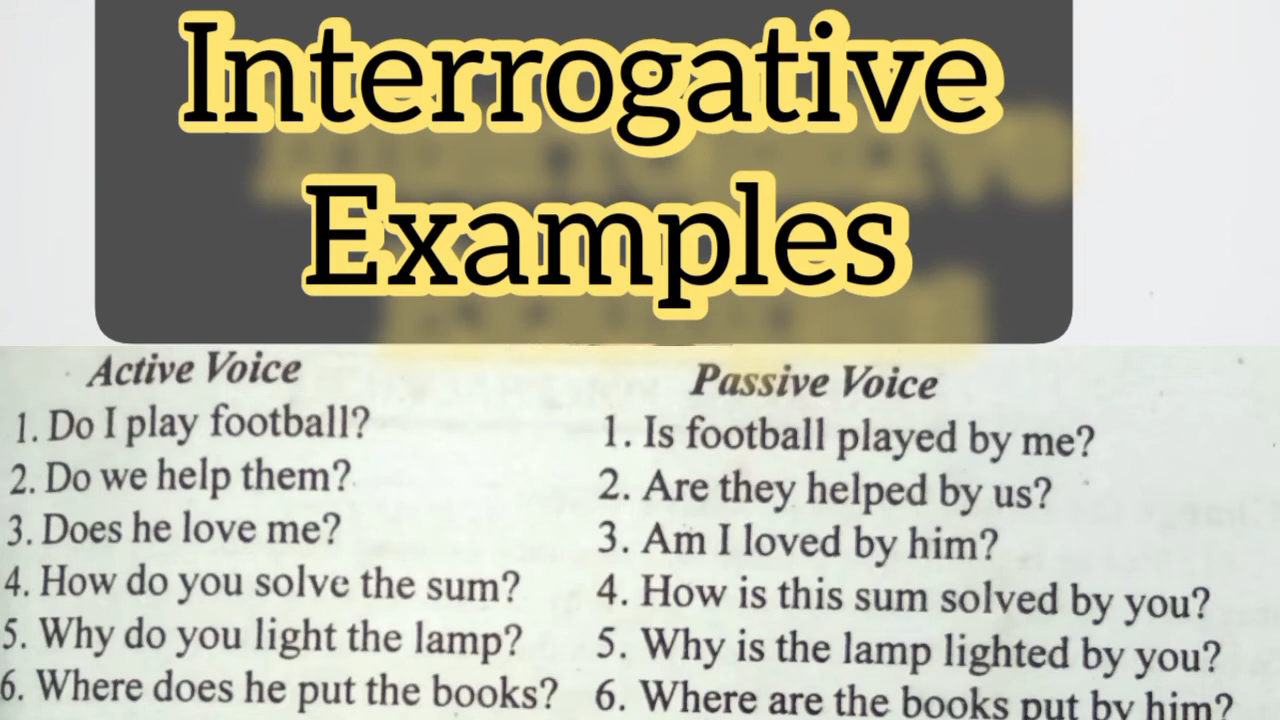 Interrogative
Examples
Active Voice
1. Do I play football?
2. Do we help them?
3. Does he love me?
4. How do you solve the sum?
5. Why do you light the lamp?
6. Where does he put the books?
Passive Voice
1. Is football played by me?
2. Are they helped by us?
3. Am I loved by him?
4. How is this sum solved by you?
5. Why is the lamp lighted by you?
6. Where are the books put by him?